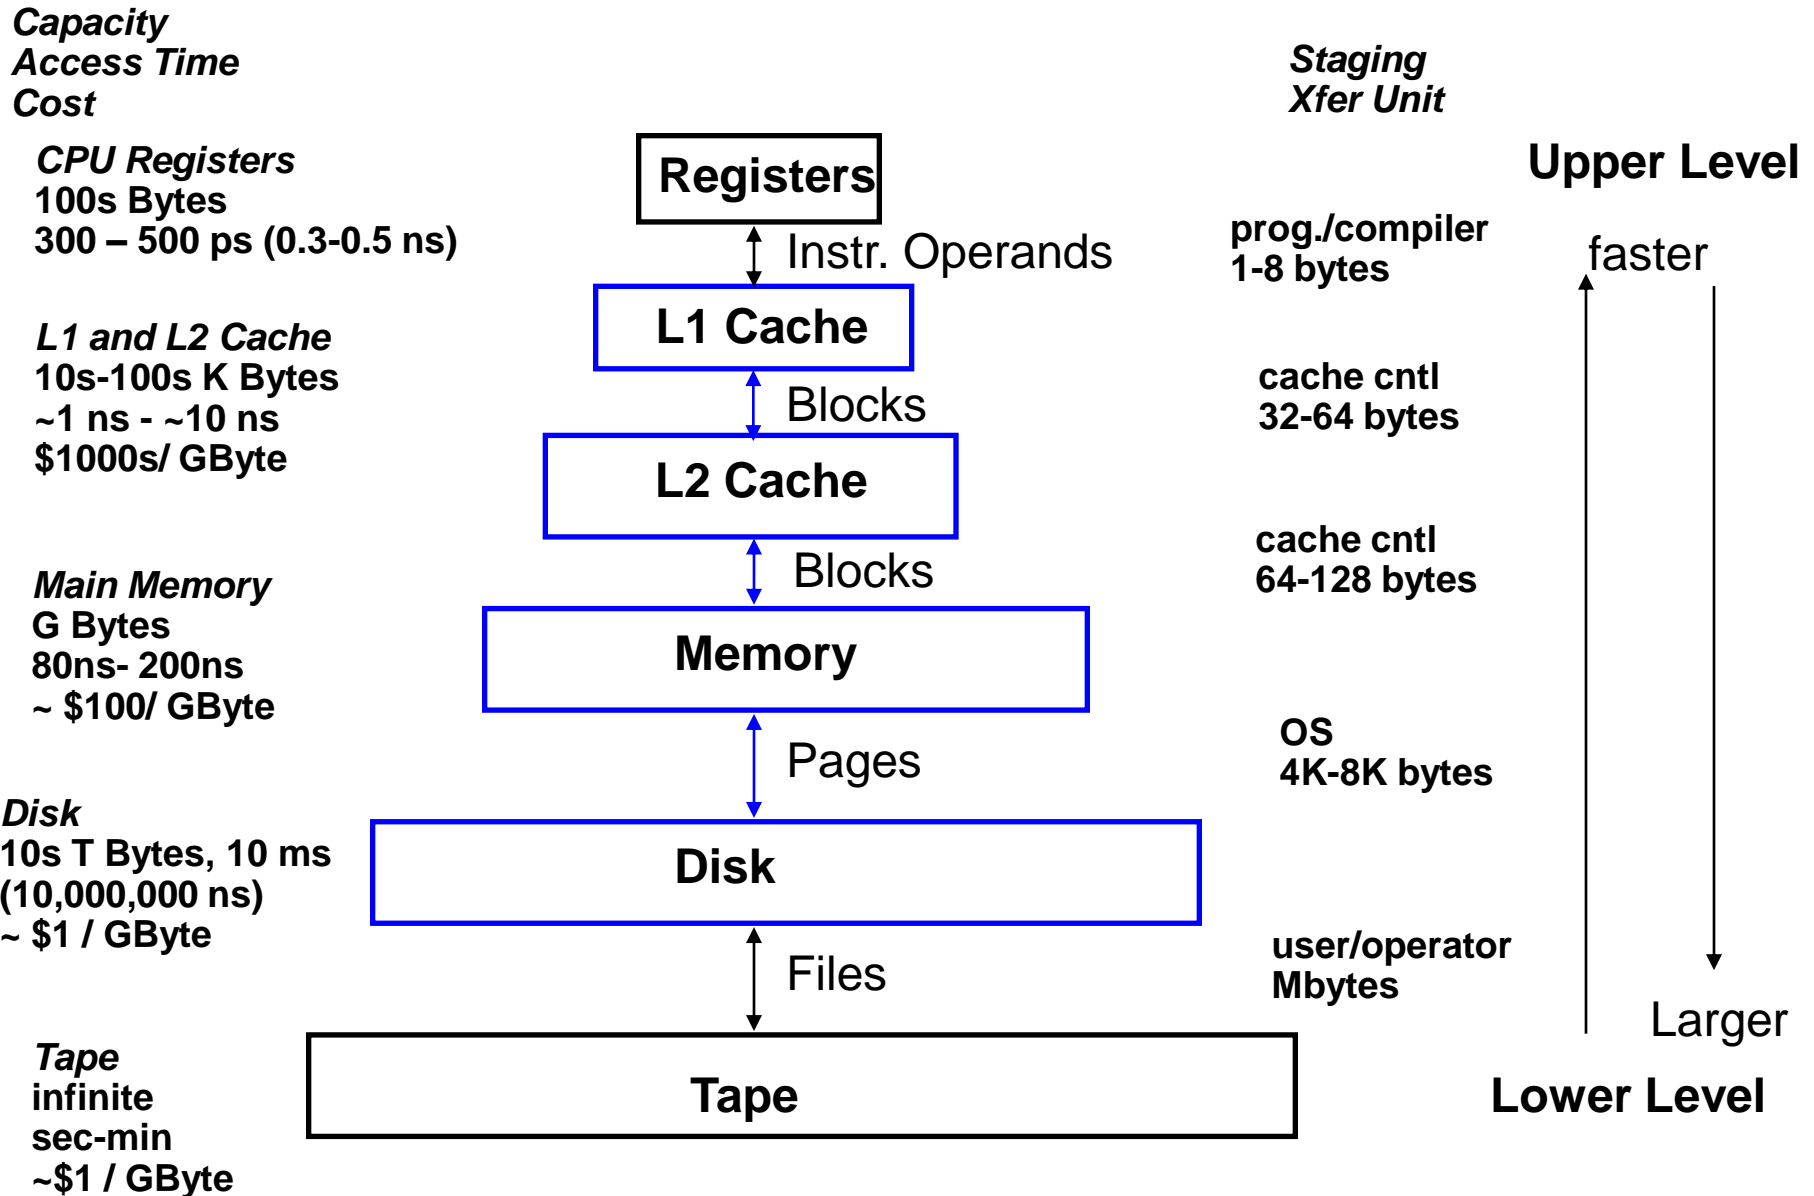 Capacity
Access Time
Cost
Staging
Xfer Unit
CPU Registers
100s Bytes
300 – 500 ps (0.3-0.5 ns)
Registers
Upper Level
Instr. Operands
prog./compiler
1-8 bytes
faster
L1 and L2 Cache
10s-100s K Bytes
~1 ns - ~10 ns
$1000s/ GByte
L1 Cache
Blocks
cache cntl
32-64 bytes
L2 Cache
Blocks
cache cntl
64-128 bytes
Main Memory
G Bytes
80ns- 200ns
~ $100/ GByte
Memory
Pages
OS
4K-8K bytes
Disk
10s T Bytes, 10 ms
(10,000,000 ns)
~ $1 / GByte
Disk
Files
user/operator
Mbytes
Larger
Tape
infinite
sec-min
~$1 / GByte
Tape
Lower Level